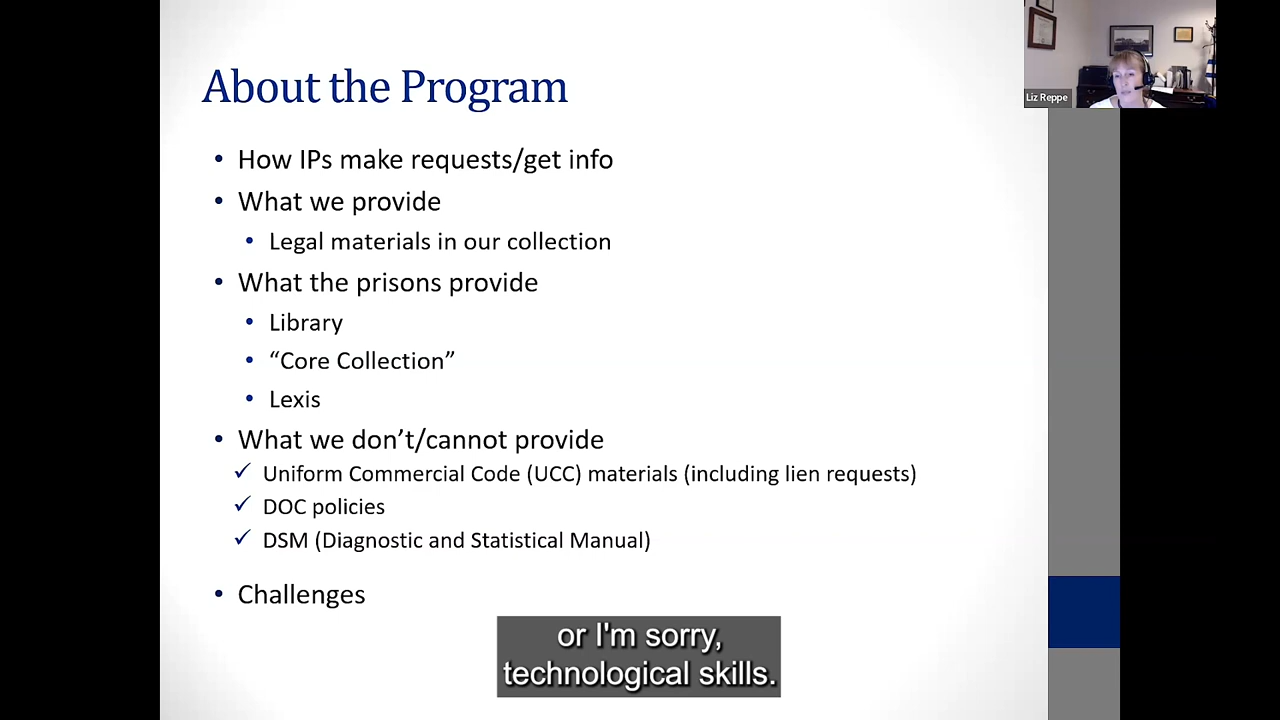 Liz Reppe
About the Program
• How IPs make requests/get info
• What we provide
• Legal materials in our collection
• What the prisons provide
• Library
• “Core Collection”
• Lexis
• What we don’t/cannot provide
✓ Uniform Commercial Code (UCC) materials (including lien requests)
✓ DOC policies
✓ DSM (Diagnostic and Statistical Manual)
• Challenges
or I'm sorry,
technological skills.